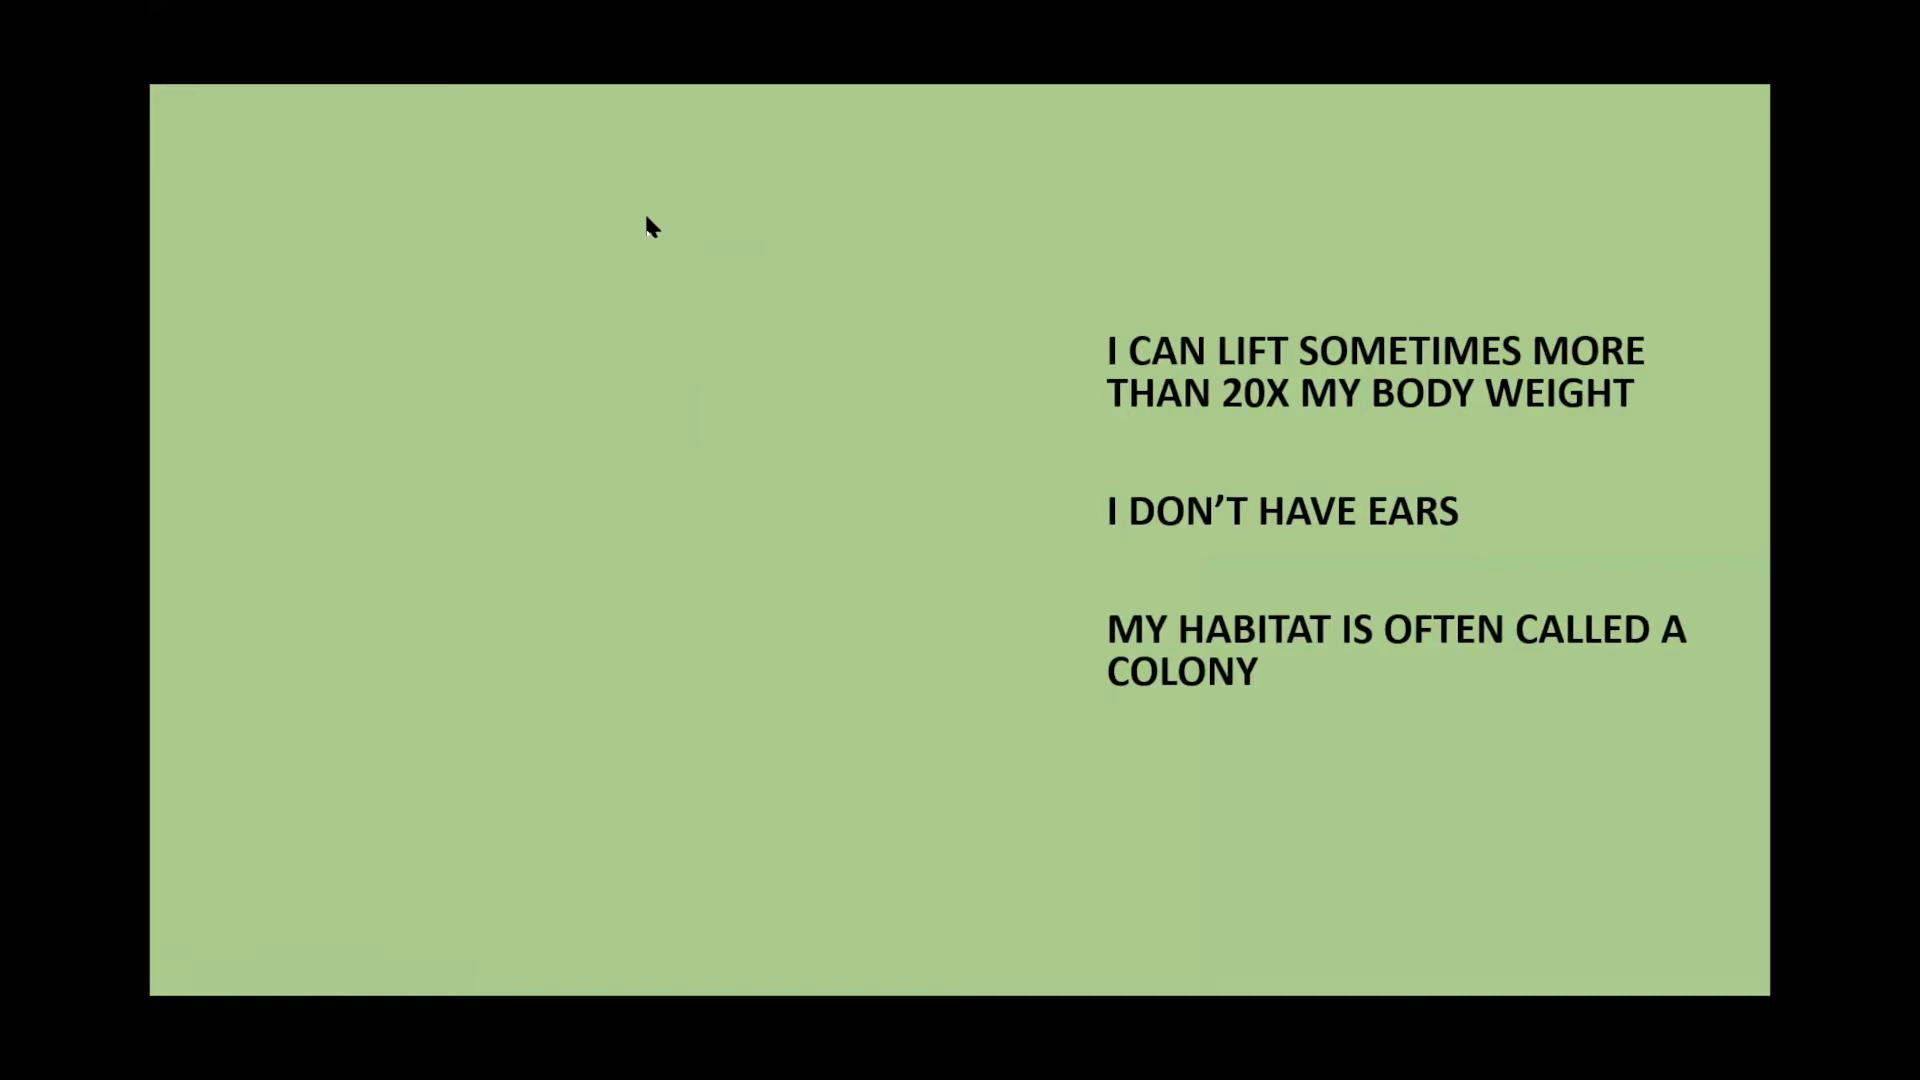 I CAN LIFT SOMETIMES MORE
THAN 20X MY BODY WEIGHT
I DON’T HAVE EARS
MY HABITAT IS OFTEN CALLED A
COLONY